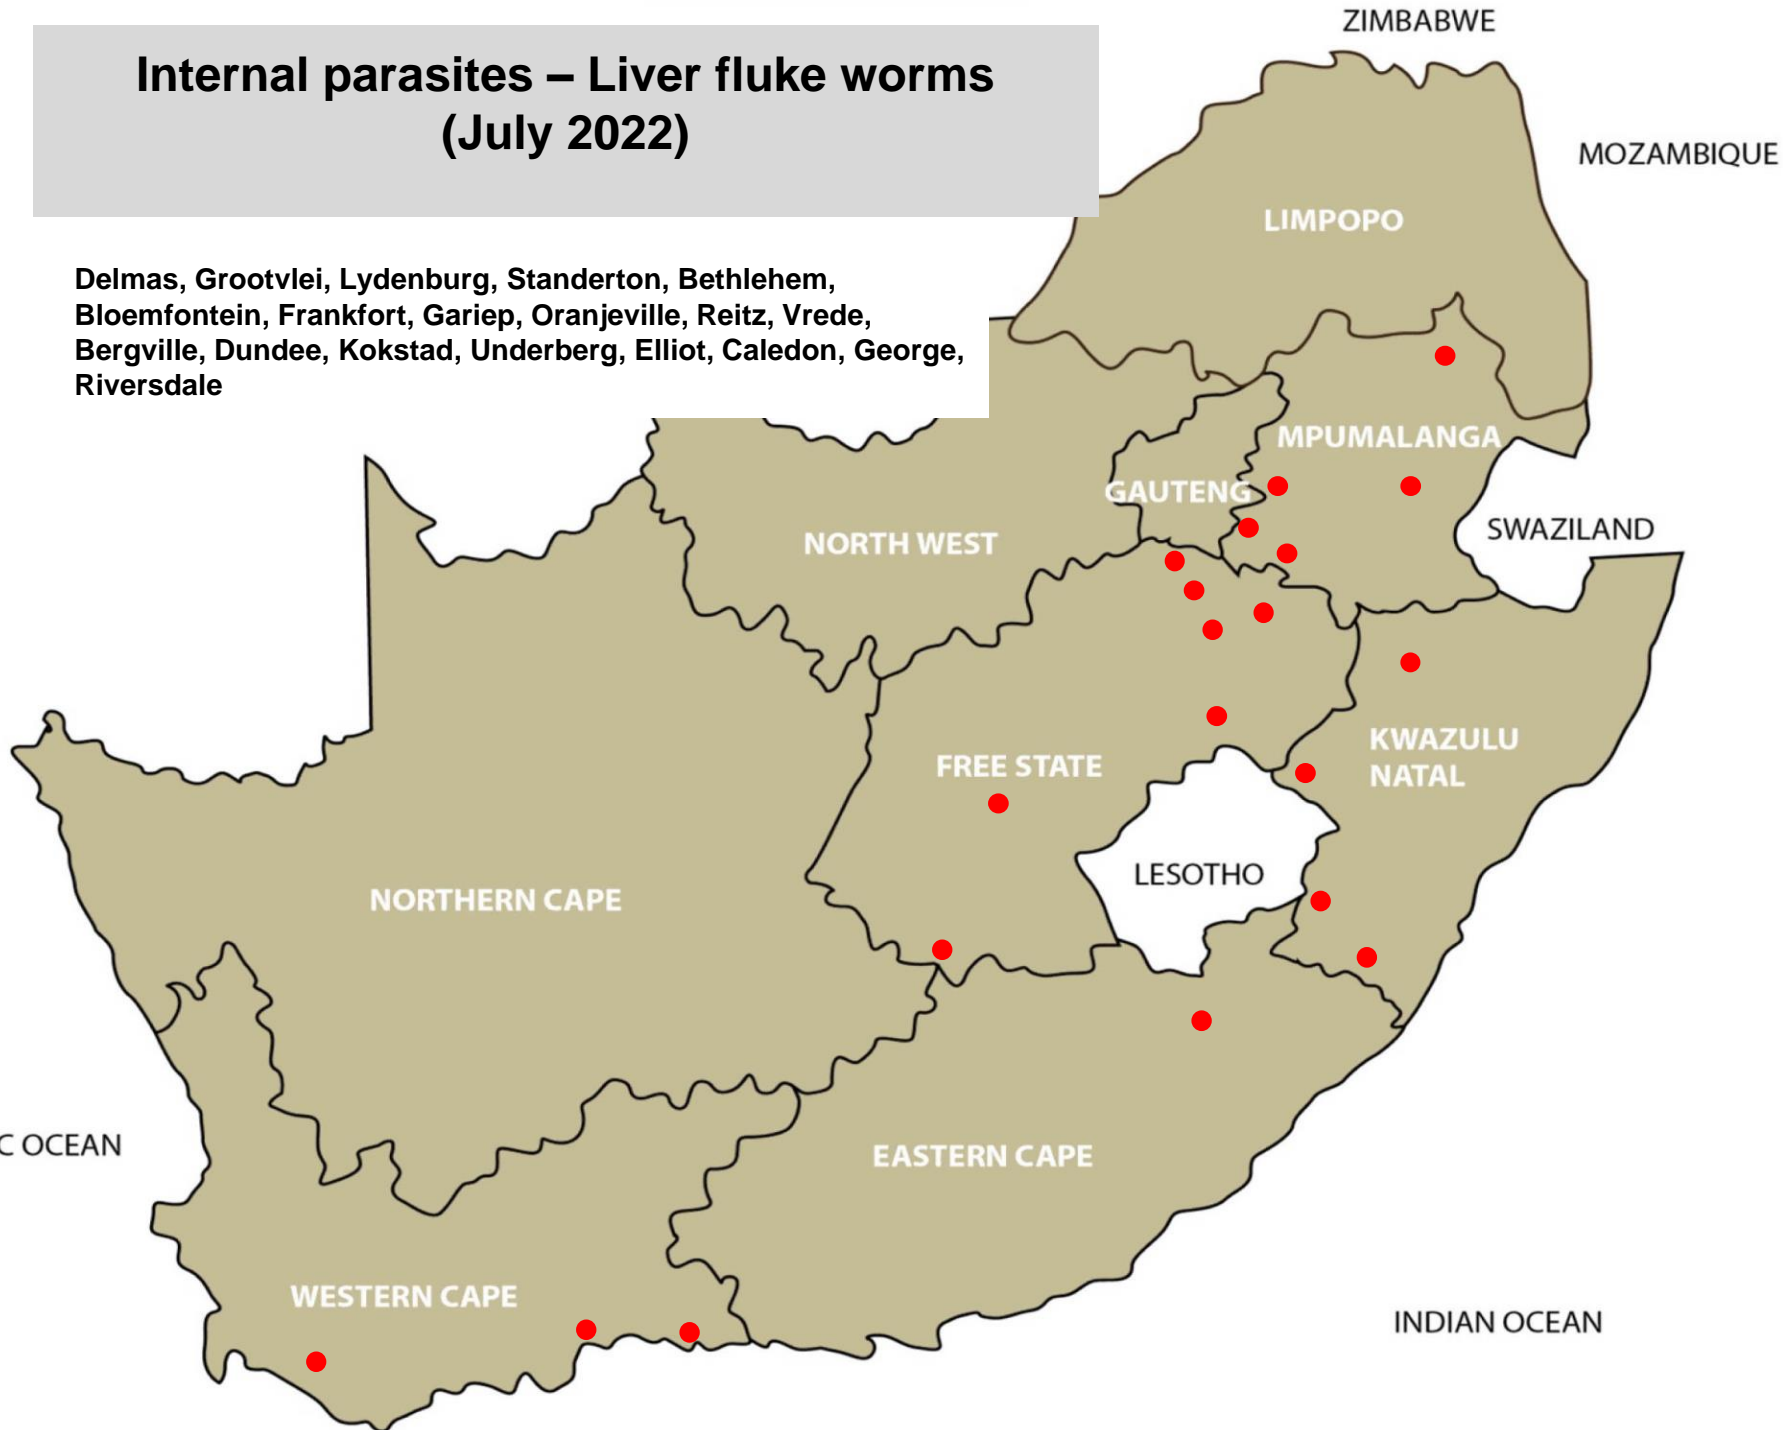 ZIMBABWE
Internal parasites – Liver fluke worms
(July 2022)
MOZAMBIQUE
LIMPOPO
Delmas, Grootvlei, Lydenburg, Standerton, Bethlehem,
Bloemfontein, Frankfort, Gariep, Oranjeville, Reitz, Vrede,
Bergville, Dundee, Kokstad, Underberg, Elliot, Caledon, George,
Riversdale
MPUMALANGA
GAUTENG
SWAZILAND
NORTH WEST
KWAZULU
NATAL
FREE STATE
LESOTHO
NORTHERN CAPE
C OCEAN
EASTERN CAPE
WESTERN CAPE
INDIAN OCEAN